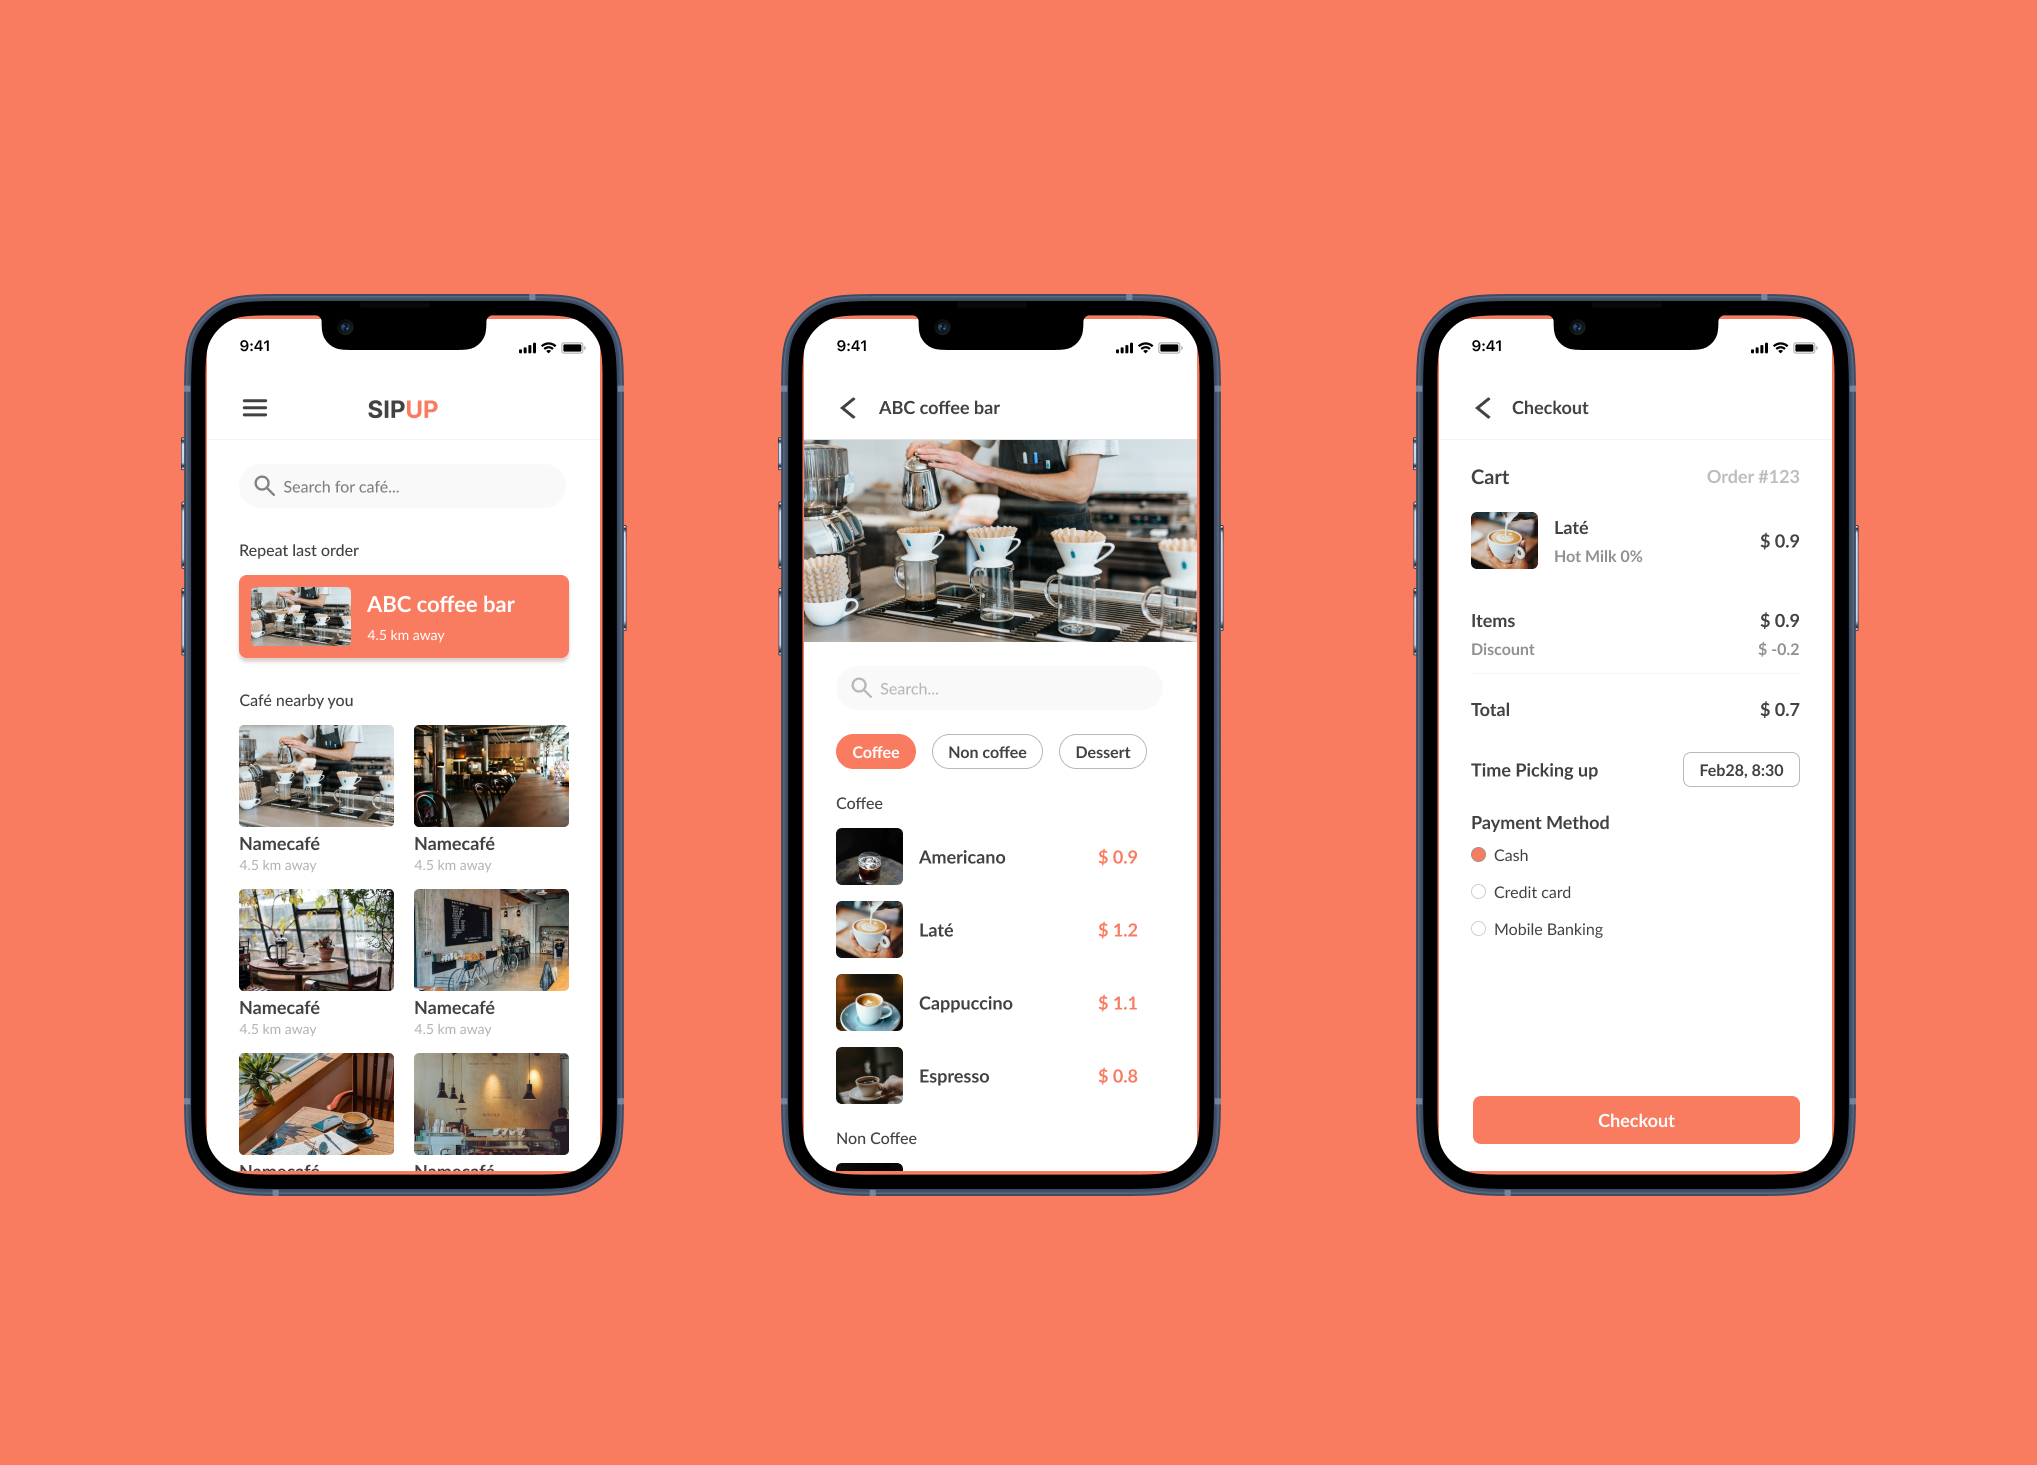 9:41
SIPUP
Search for café...
Repeat last order
ABC coffee bar
4.5 km away
Café nearby you
Namecafé
4.5 km away
Namecafé
4.5 km away
Namecafé
4.5 km away
Namecafé
4.5 km away
Namecafé
Namecafé
9:41
ABC coffee bar
Search...
Coffee
Non coffee
Dessert
Coffee
Americano
$ 0.9
Laté
$ 1.2
Cappuccino
$ 1.1
Espresso
$ 0.8
Non Coffee
9:41
Checkout
Cart
Order #123
Laté
Hot Milk 0%
$ 0.9
Items
$ 0.9
Discount
$ -0.2
Total
$ 0.7
Time Picking up
Feb28, 8:30
Payment Method
Cash
Credit card
Mobile Banking
Checkout